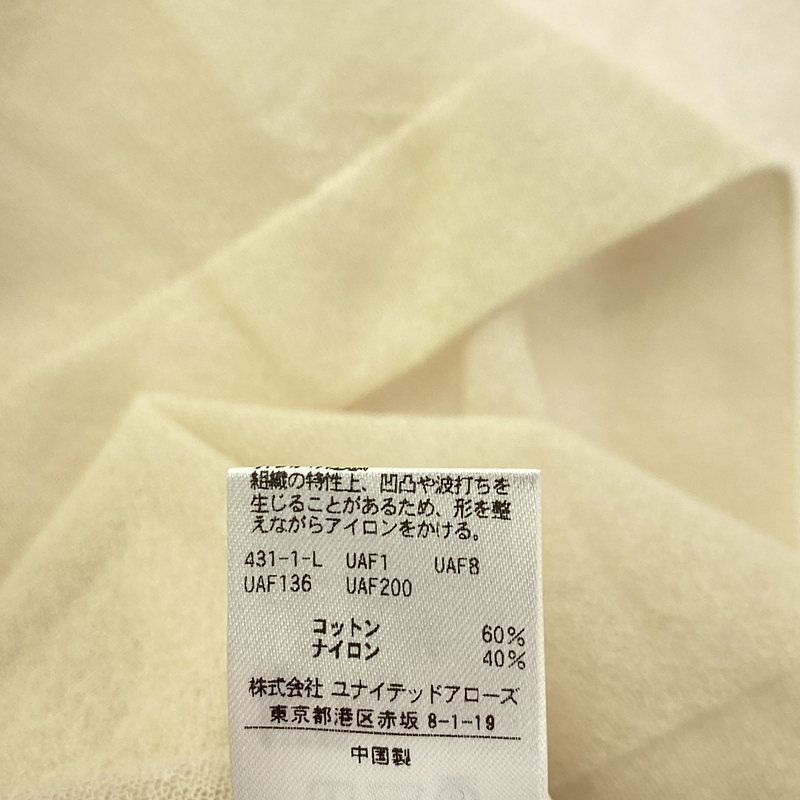 組織の特性上、凹凸や波打ちを
生じることがあるため、形を整
えながらアイロンをかける。
431-1-L UAF1 UAF8
UAF136 UAF200
コットン 60%
ナイロン 40%
株式会社 ユナイテッドアローズ
東京都港区赤坂 8-1-19
中国製